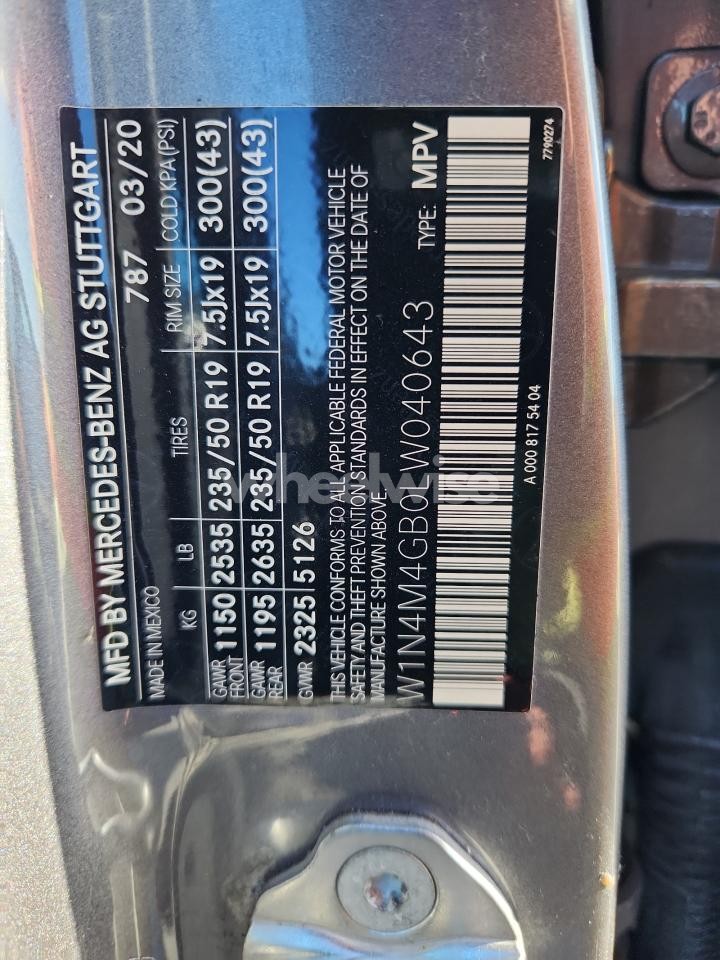 MFD BY MERCEDES-BENZ AG STUTTGART
MADE IN MEXICO 787 03/20
KG LB TIRES RIM SIZE COLD KPA(PSI)
GAWR FRONT 1150 2535 235/50 R19 7.5Jx19 300(43)
GAWR REAR 1195 2635 235/50 R19 7.5Jx19 300(43)
GVWR 2325 5126
THIS VEHICLE CONFORMS TO ALL APPLICABLE FEDERAL MOTOR VEHICLE
SAFETY AND THEFT PREVENTION STANDARDS IN EFFECT ON THE DATE OF
MANUFACTURE SHOWN ABOVE.
W1N4M4GB0LW040643 TYPE: MPV
A 000 817 54 04
7790274
wheelwise